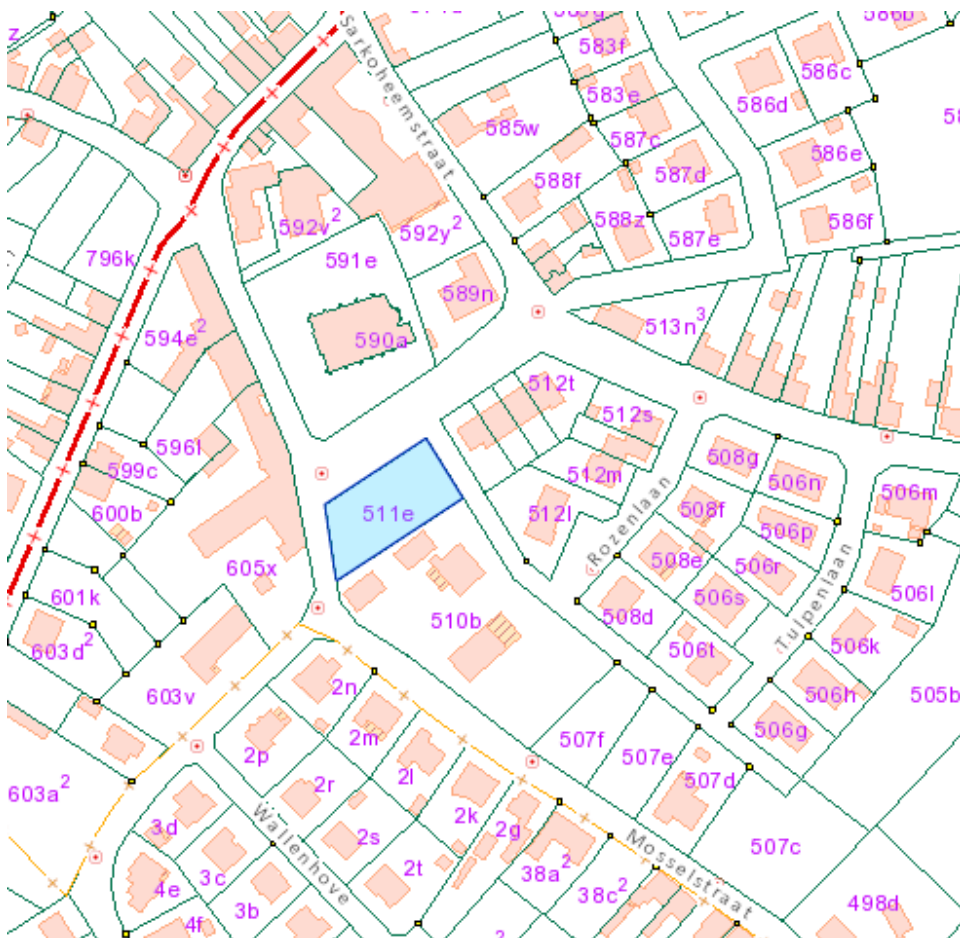 z
586b
583f
586c
583e
586d
585w
587c
586e
588f
587d
592v²
592y²
588z
587e
586f
796k
591e
589n
594e²
590a
513n³
Sarkoheemstraat
512t
512s
596l
599c
512m
508g
506n
506m
600b
511e
512l
508f
506p
Rozenlaan
605x
508e
506r
506l
601k
506s
508d
Tulpenlaan
603d²
510b
506t
506k
603v
2n
506h
505b
2p
2m
507f
506g
507e
2l
507d
603a²
2r
2k
3d
Wallenhove
2s
2g
Mosselstraat
507c
3c
2t
38a²
4e
38c²
3b
498d
4f